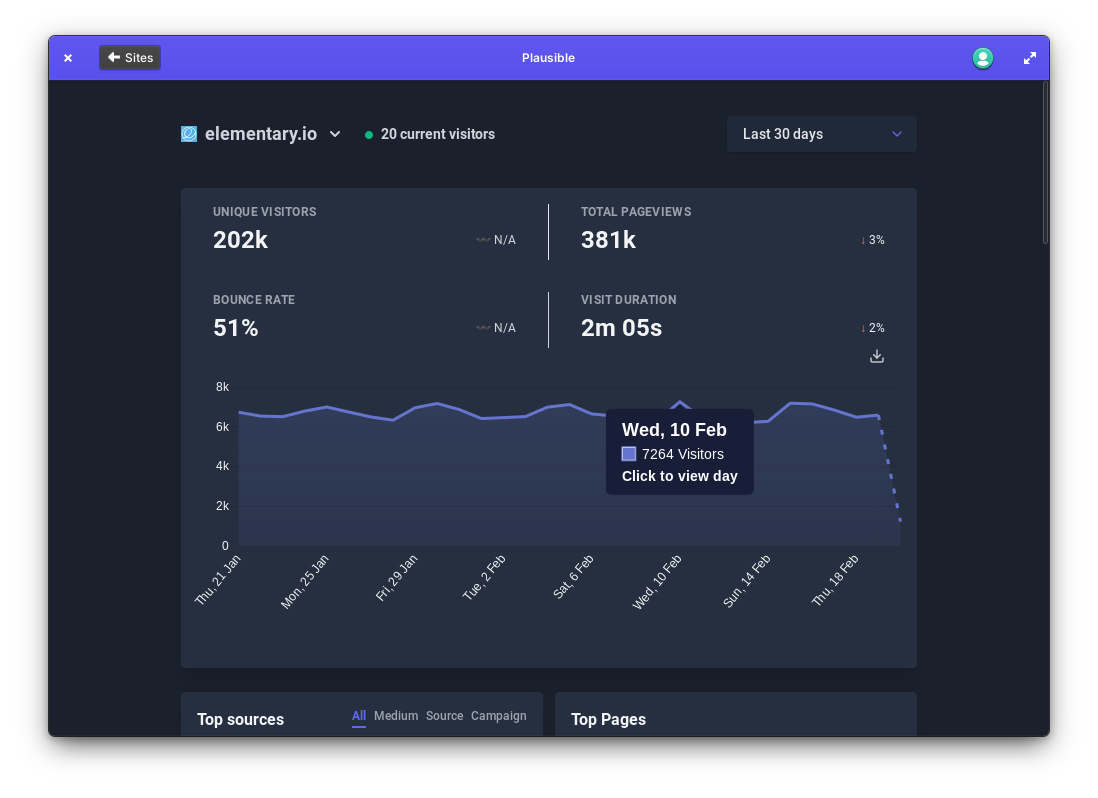 Sites
Plausible
elementary.io
20 current visitors
Last 30 days
UNIQUE VISITORS
202k
N/A
TOTAL PAGEVIEWS
381k
↓ 3%
BOUNCE RATE
51%
N/A
VISIT DURATION
2m 05s
↓ 2%
8k
6k
4k
2k
0
Wed, 10 Feb
7264 Visitors
Click to view day
Thu, 21 Jan
Mon, 25 Jan
Fri, 29 Jan
Tue, 2 Feb
Sat, 6 Feb
Wed, 10 Feb
Sun, 14 Feb
Thu, 18 Feb
Top sources
All Medium Source Campaign
Top Pages